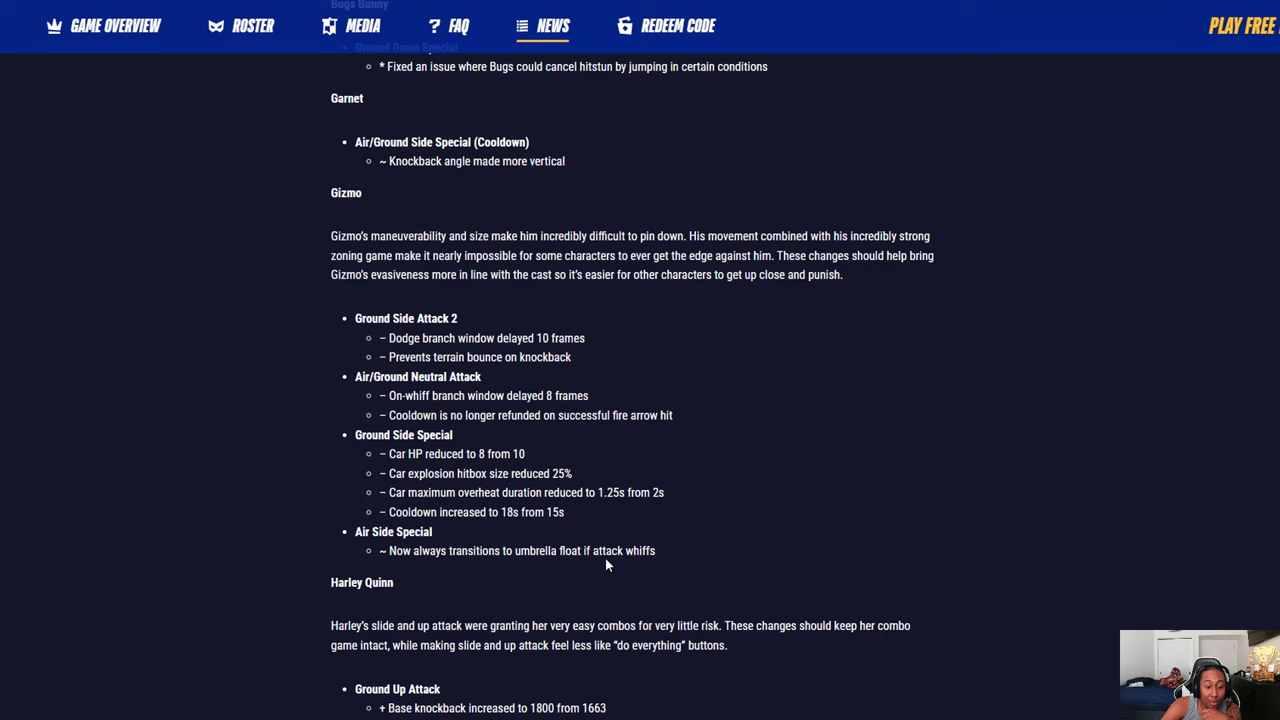 Bugs Bunny
GAME OVERVIEW ROSTER MEDIA ? FAQ NEWS REDEEM CODE PLAY FREE
Ground Down Special
* Fixed an issue where Bugs could cancel hitstun by jumping in certain conditions
Garnet
• Air/Ground Side Special (Cooldown)
~ Knockback angle made more vertical
Gizmo
Gizmo's maneuverability and size make him incredibly difficult to pin down. His movement combined with his incredibly strong
zoning game make it nearly impossible for some characters to ever get the edge against him. These changes should help bring
Gizmo's evasiveness more in line with the cast so it's easier for other characters to get up close and punish.
• Ground Side Attack 2
– Dodge branch window delayed 10 frames
– Prevents terrain bounce on knockback
• Air/Ground Neutral Attack
– On-whiff branch window delayed 8 frames
– Cooldown is no longer refunded on successful fire arrow hit
• Ground Side Special
– Car HP reduced to 8 from 10
– Car explosion hitbox size reduced 25%
– Car maximum overheat duration reduced to 1.25s from 2s
– Cooldown increased to 18s from 15s
• Air Side Special
~ Now always transitions to umbrella float if attack whiffs
Harley Quinn
Harley's slide and up attack were granting her very easy combos for very little risk. These changes should keep her combo
game intact, while making slide and up attack feel less like “do everything” buttons.
• Ground Up Attack
+ Base knockback increased to 1800 from 1663